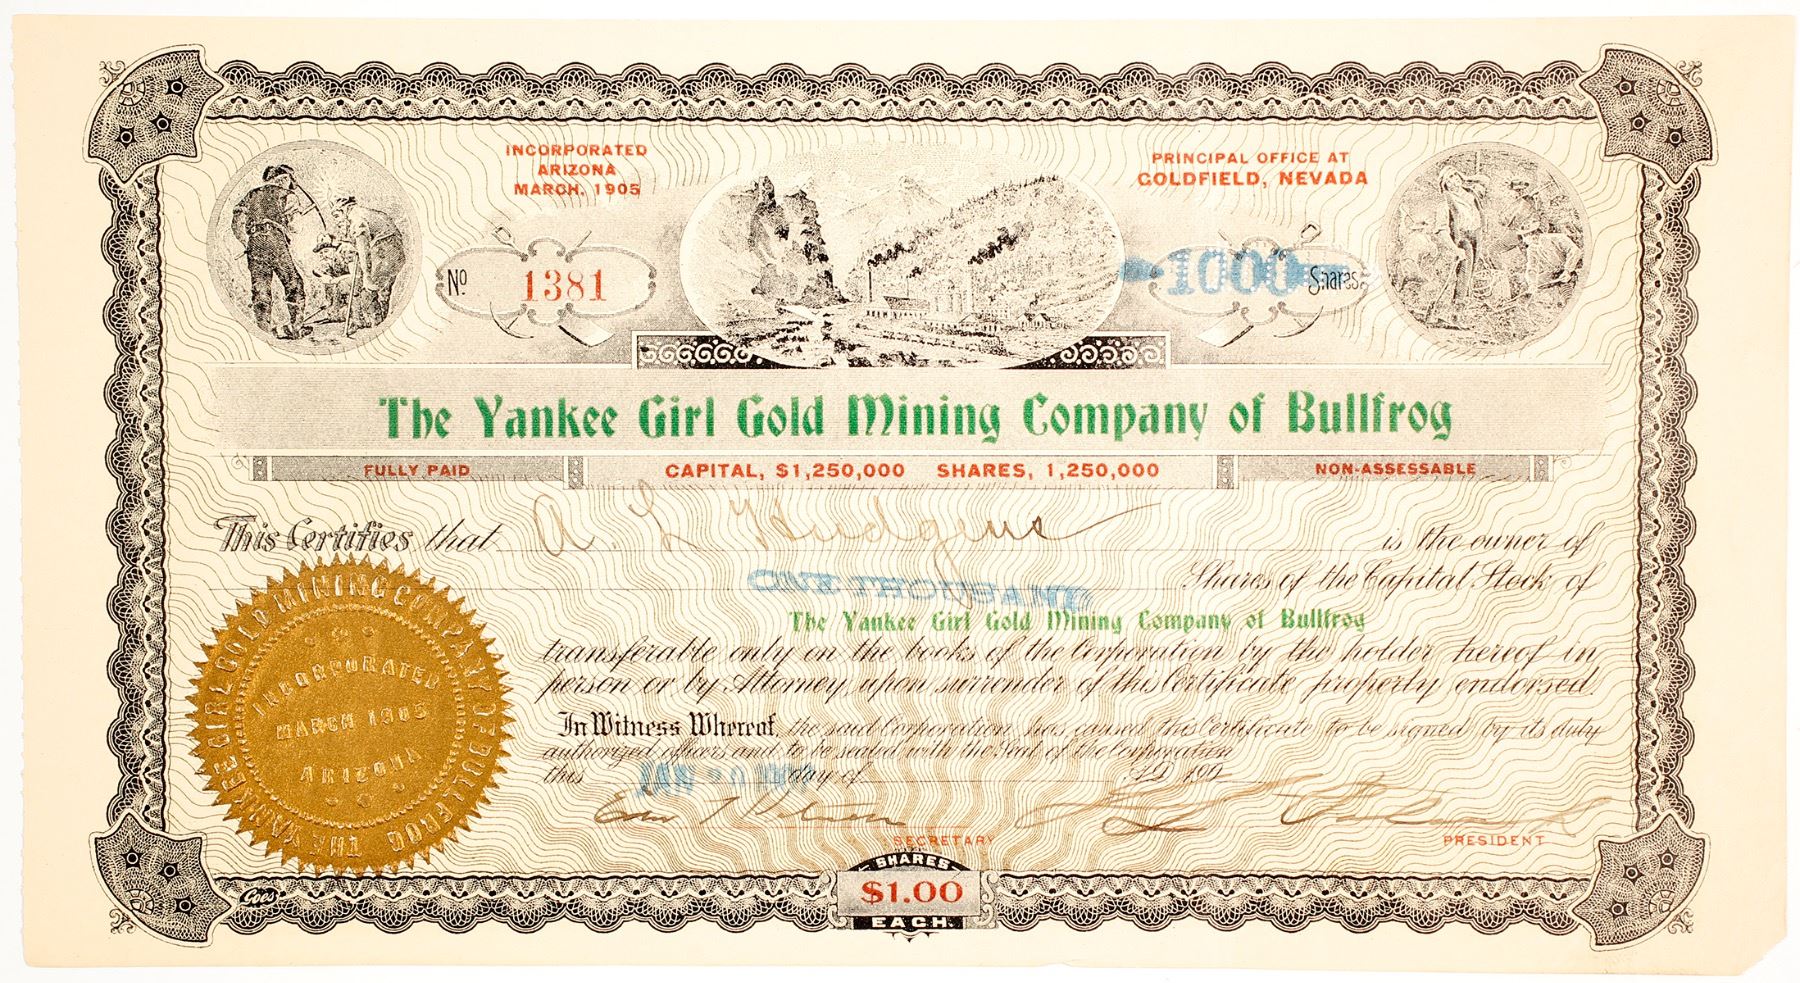 INCORPORATED
ARIZONA
MARCH, 1905
PRINCIPAL OFFICE AT
GOLDFIELD, NEVADA
No. 1381
1000 Shares
The Yankee Girl Gold Mining Company of Bullfrog
FULLY PAID CAPITAL, $1,250,000 SHARES, 1,250,000 NON-ASSESSABLE
This Certifies that A L Hudgens is the owner of
ONE THOUSAND Shares of the Capital Stock of
The Yankee Girl Gold Mining Company of Bullfrog
transferable only on the books of the Corporation by the holder hereof in
person or by Attorney upon surrender of this Certificate properly endorsed.
In Witness Whereof, the said Corporation has caused this Certificate to be signed by its duly
authorized officers and to be sealed with the Seal of the Corporation
this JAN 20 day of A.D. 190
SECRETARY
PRESIDENT
THE YANKEE GIRL GOLD MINING COMPANY OF BULLFROG
INCORPORATED
MARCH 1905
ARIZONA
Goes
SHARES
$1.00
EACH.